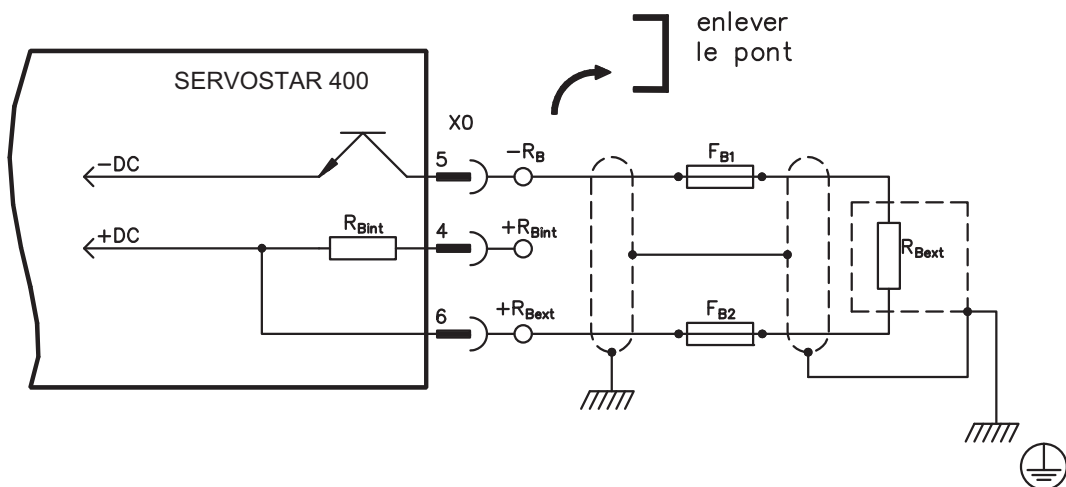 enlever
le pont
SERVOSTAR 400
X0
–DC
5
–RB
FB1
+DC
RBint
4
+RBint
RBext
6
+RBext
FB2